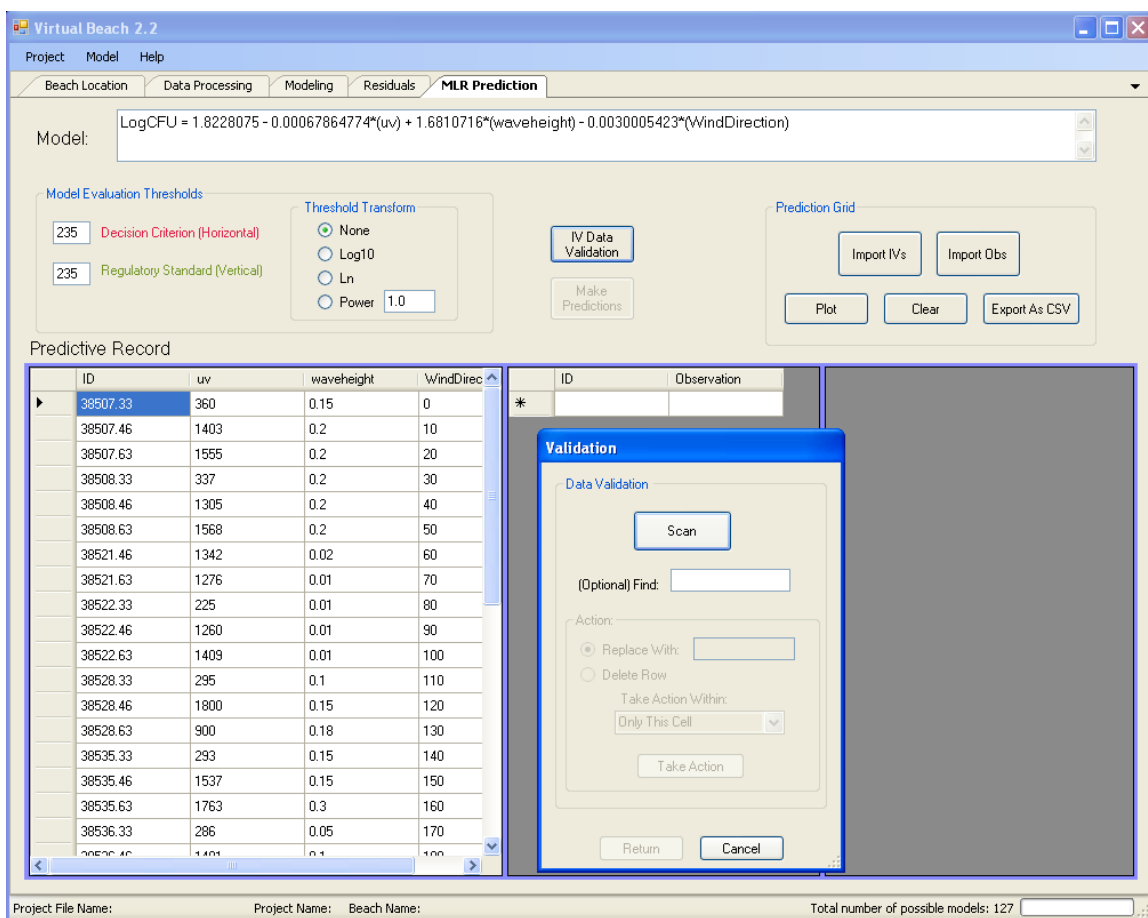 Virtual Beach 2.2
Project Model Help
Beach Location Data Processing Modeling Residuals MLR Prediction
Model:
LogCFU = 1.8228075 - 0.00067864774*(uv) + 1.6810716*(waveheight) - 0.0030005423*(WindDirection)
Model Evaluation Thresholds
235 Decision Criterion (Horizontal)
235 Regulatory Standard (Vertical)
Threshold Transform
None
Log10
Ln
Power 1.0
IV Data
Validation
Make
Predictions
Prediction Grid
Import IVs Import Obs
Plot Clear Export As CSV
Predictive Record
ID uv waveheight WindDirec
38507.33 360 0.15 0
38507.46 1403 0.2 10
38507.63 1555 0.2 20
38508.33 337 0.2 30
38508.46 1305 0.2 40
38508.63 1568 0.2 50
38521.46 1342 0.02 60
38521.63 1276 0.01 70
38522.33 225 0.01 80
38522.46 1260 0.01 90
38522.63 1409 0.01 100
38528.33 295 0.1 110
38528.46 1800 0.15 120
38528.63 900 0.18 130
38535.33 293 0.15 140
38535.46 1537 0.15 150
38535.63 1763 0.3 160
38536.33 286 0.05 170
ID Observation
*
Validation
Data Validation
Scan
(Optional) Find:
Action:
Replace With:
Delete Row
Take Action Within:
Only This Cell
Take Action
Return Cancel
Project File Name: Project Name: Beach Name: Total number of possible models: 127